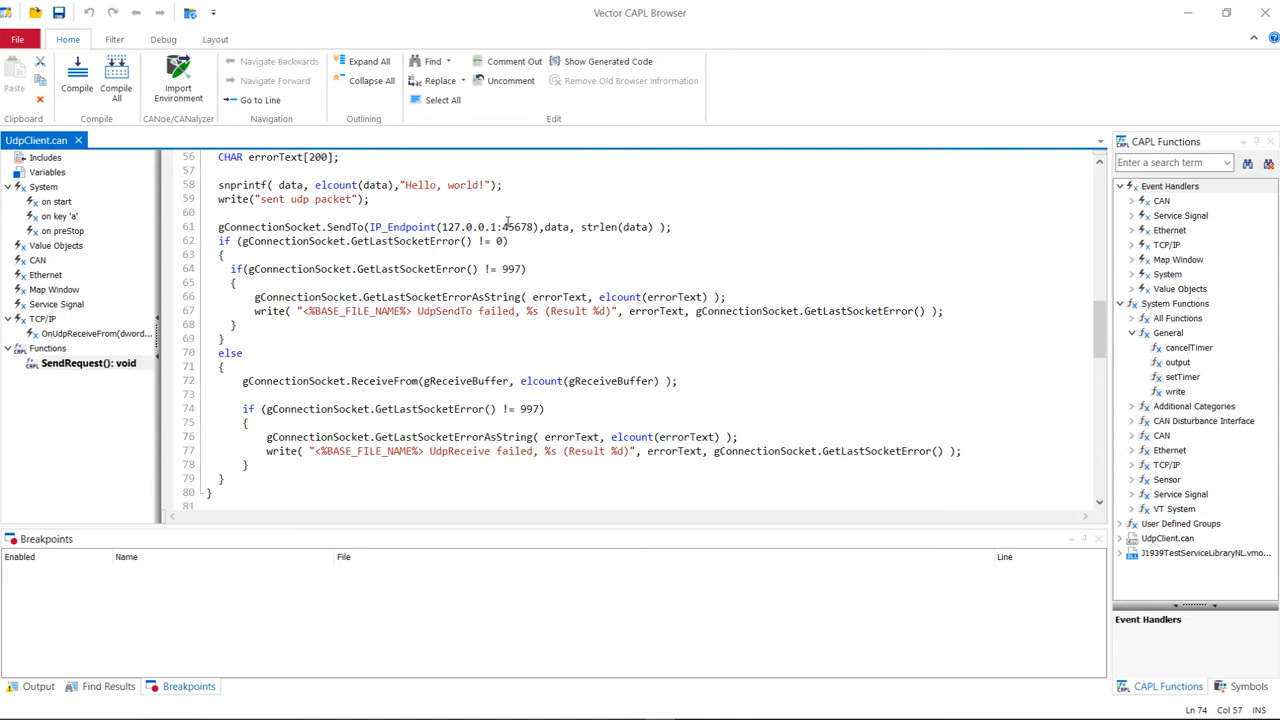 Vector CAPL Browser
File Home Filter Debug Layout
Paste
Compile
Compile All
Import Environment
Navigate Backwards
Navigate Forward
Go to Line
Expand All
Collapse All
Find
Replace
Select All
Comment Out
Uncomment
Show Generated Code
Remove Old Browser Information
Clipboard Compile CANoe/CANalyzer Navigation Outlining Edit
UdpClient.can
Includes
Variables
System
on start
on key 'a'
on preStop
Value Objects
CAN
Ethernet
Map Window
Service Signal
TCP/IP
OnUdpReceiveFrom(dword...
Functions
SendRequest(): void
56 CHAR errorText[200];
57
58 snprintf( data, elcount(data),"Hello, world!");
59 write("sent udp packet");
60
61 gConnectionSocket.SendTo(IP_Endpoint(127.0.0.1:45678),data, strlen(data) );
62 if (gConnectionSocket.GetLastSocketError() != 0)
63 {
64 if(gConnectionSocket.GetLastSocketError() != 997)
65 {
66 gConnectionSocket.GetLastSocketErrorAsString( errorText, elcount(errorText) );
67 write( "<%BASE_FILE_NAME%> UdpSendTo failed, %s (Result %d)", errorText, gConnectionSocket.GetLastSocketError() );
68 }
69 }
70 else
71 {
72 gConnectionSocket.ReceiveFrom(gReceiveBuffer, elcount(gReceiveBuffer) );
73
74 if (gConnectionSocket.GetLastSocketError() != 997)
75 {
76 gConnectionSocket.GetLastSocketErrorAsString( errorText, elcount(errorText) );
77 write( "<%BASE_FILE_NAME%> UdpReceive failed, %s (Result %d)", errorText, gConnectionSocket.GetLastSocketError() );
78 }
79 }
80 }
81
CAPL Functions
Enter a search term
Event Handlers
CAN
Service Signal
Ethernet
TCP/IP
Map Window
System
Value Objects
System Functions
All Functions
General
cancelTimer
output
setTimer
write
Additional Categories
CAN Disturbance Interface
CAN
Ethernet
TCP/IP
Sensor
Service Signal
VT System
User Defined Groups
UdpClient.can
J1939TestServiceLibraryNL.vmo...
Event Handlers
CAPL Functions Symbols
Breakpoints
Enabled Name File Line
Output Find Results Breakpoints
Ln 74 Col 57 INS